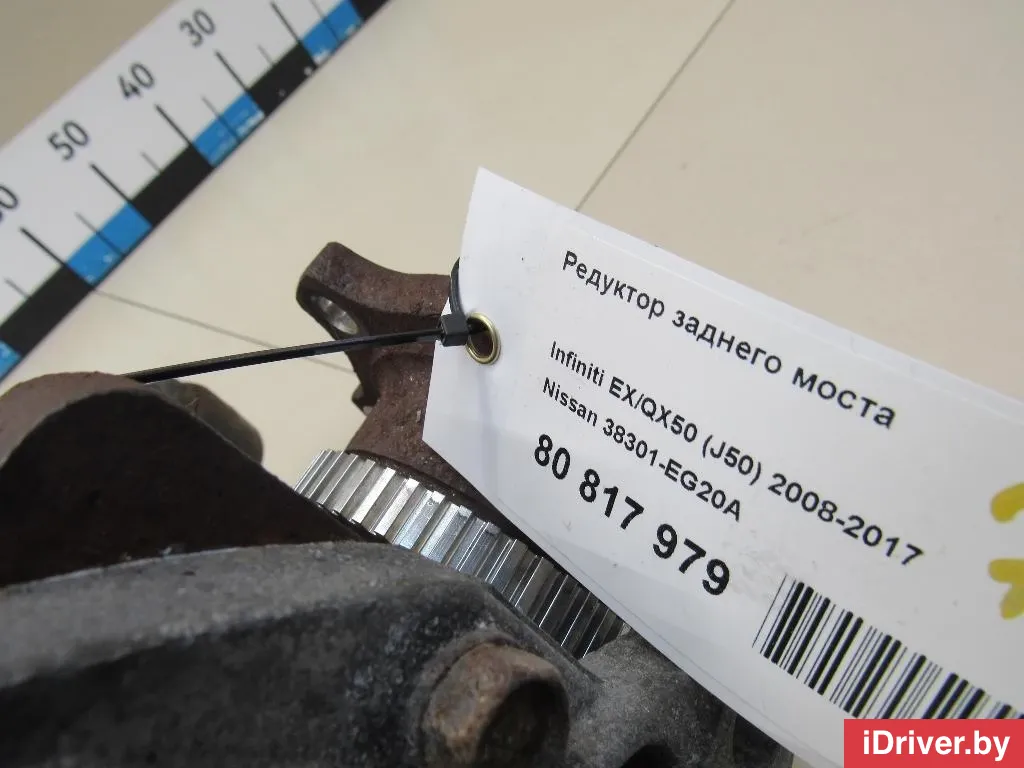 30
40
50
Редуктор заднего моста
Infiniti EX/QX50 (J50) 2008-2017
Nissan 38301-EG20A
80 817 979
iDriver.by